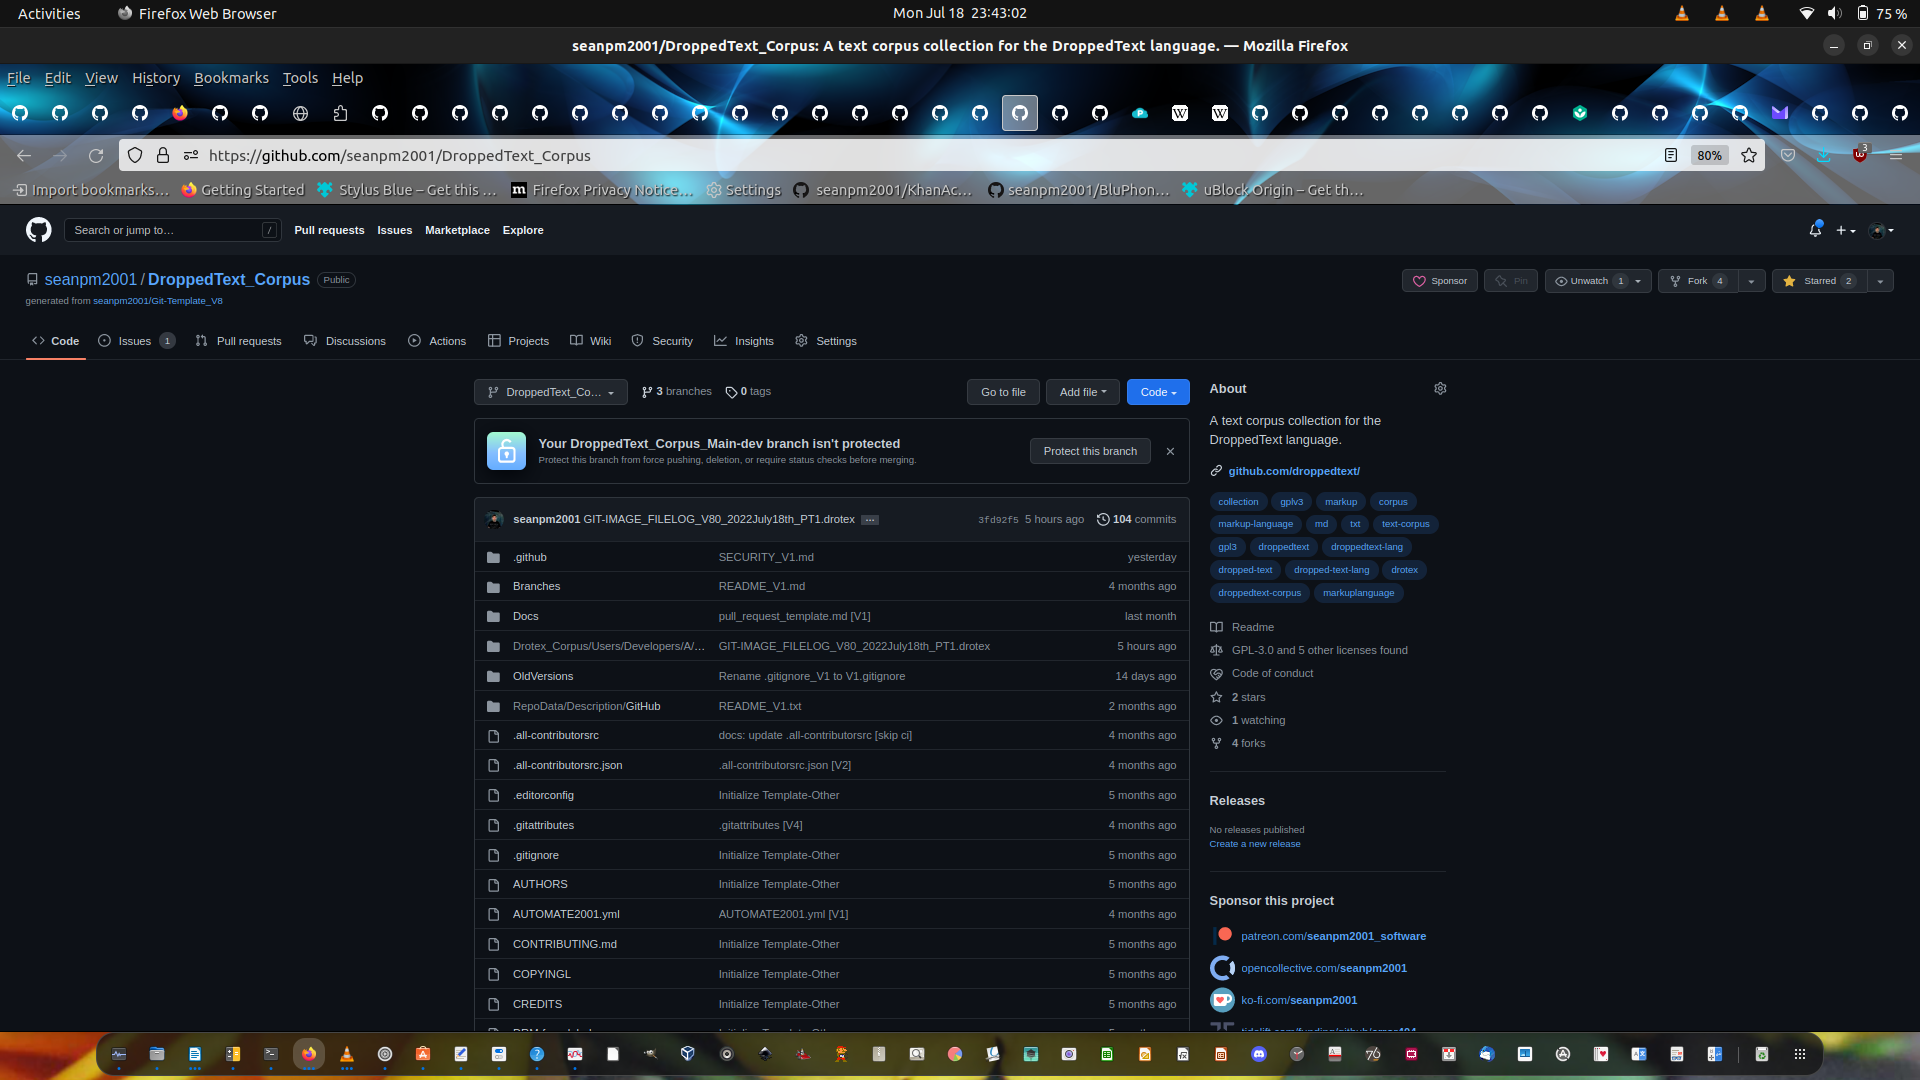 Activities
Firefox Web Browser
Mon Jul 18 23:43:02
75 %
seanpm2001/DroppedText_Corpus: A text corpus collection for the DroppedText language. — Mozilla Firefox
File Edit View History Bookmarks Tools Help
https://github.com/seanpm2001/DroppedText_Corpus
80%
3
Import bookmarks… Getting Started Stylus Blue – Get this … Firefox Privacy Notice… Settings seanpm2001/KhanAc… seanpm2001/BluPhon… uBlock Origin – Get th…
Search or jump to… / Pull requests Issues Marketplace Explore
seanpm2001 / DroppedText_Corpus Public
Sponsor Pin Unwatch 1 Fork 4 Starred 2
generated from seanpm2001/Git-Template_V8
Code Issues 1 Pull requests Discussions Actions Projects Wiki Security Insights Settings
DroppedText_Co… 3 branches 0 tags Go to file Add file Code
Your DroppedText_Corpus_Main-dev branch isn't protected
Protect this branch from force pushing, deletion, or require status checks before merging.
Protect this branch
seanpm2001 GIT-IMAGE_FILELOG_V80_2022July18th_PT1.drotex … 3fd92f5 5 hours ago 104 commits
.github SECURITY_V1.md yesterday
Branches README_V1.md 4 months ago
Docs pull_request_template.md [V1] last month
Drotex_Corpus/Users/Developers/A/… GIT-IMAGE_FILELOG_V80_2022July18th_PT1.drotex 5 hours ago
OldVersions Rename .gitignore_V1 to V1.gitignore 14 days ago
RepoData/Description/GitHub README_V1.txt 2 months ago
.all-contributorsrc docs: update .all-contributorsrc [skip ci] 4 months ago
.all-contributorsrc.json .all-contributorsrc.json [V2] 4 months ago
.editorconfig Initialize Template-Other 5 months ago
.gitattributes .gitattributes [V4] 4 months ago
.gitignore Initialize Template-Other 5 months ago
AUTHORS Initialize Template-Other 5 months ago
AUTOMATE2001.yml AUTOMATE2001.yml [V1] 4 months ago
CONTRIBUTING.md Initialize Template-Other 5 months ago
COPYINGL Initialize Template-Other 5 months ago
CREDITS Initialize Template-Other 5 months ago
About
A text corpus collection for the
DroppedText language.
github.com/droppedtext/
collection gplv3 markup corpus
markup-language md txt text-corpus
gpl3 droppedtext droppedtext-lang
dropped-text dropped-text-lang drotex
droppedtext-corpus markuplanguage
Readme
GPL-3.0 and 5 other licenses found
Code of conduct
2 stars
1 watching
4 forks
Releases
No releases published
Create a new release
Sponsor this project
patreon.com/seanpm2001_software
opencollective.com/seanpm2001
ko-fi.com/seanpm2001